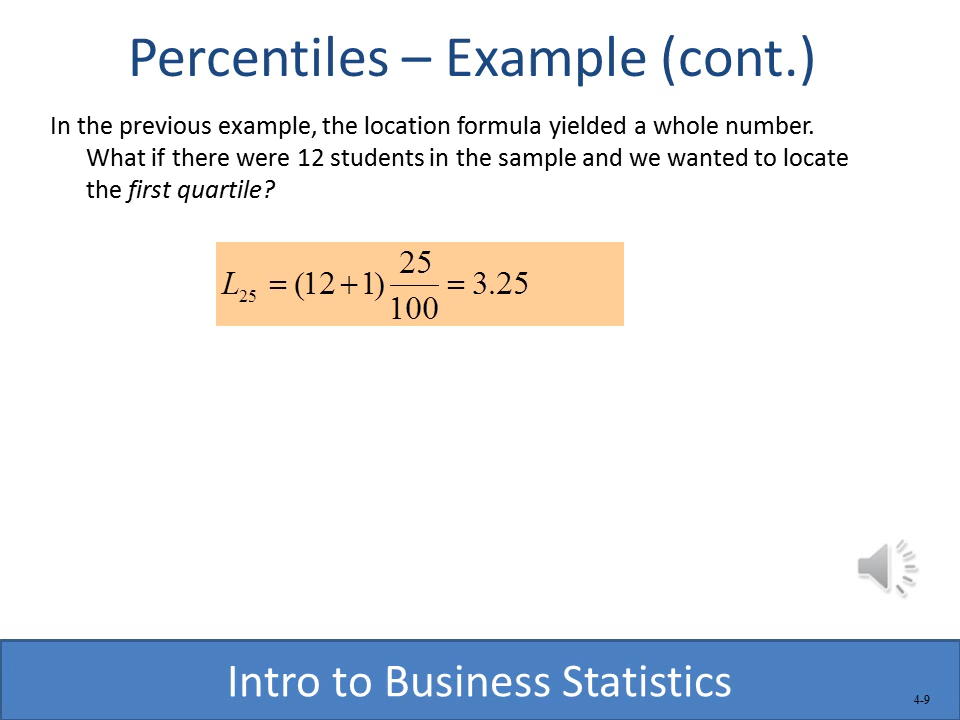 Percentiles – Example (cont.)
In the previous example, the location formula yielded a whole number.
What if there were 12 students in the sample and we wanted to locate
the first quartile?
L₂₅ = (12+1) 25/100 = 3.25
Intro to Business Statistics
4-9